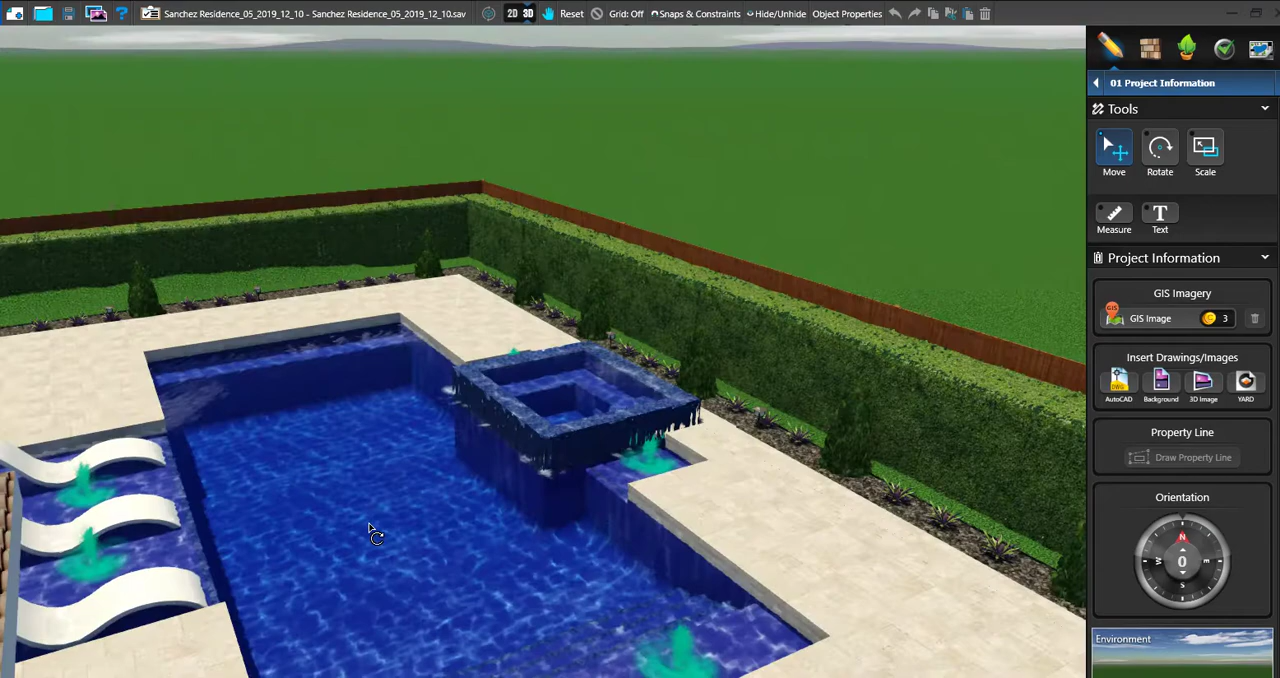 Sanchez Residence_05_2019_12_10 - Sanchez Residence_05_2019_12_10.sav
2D 3D Reset Grid: Off Snaps & Constraints Hide/Unhide Object Properties
01 Project Information
Tools
Move Rotate Scale
Measure Text
Project Information
GIS Imagery
GIS GIS Image 3
Insert Drawings/Images
DWG
AutoCAD Background 3D Image YARD
Property Line
Draw Property Line
Orientation
N
W 0 E
S
Environment